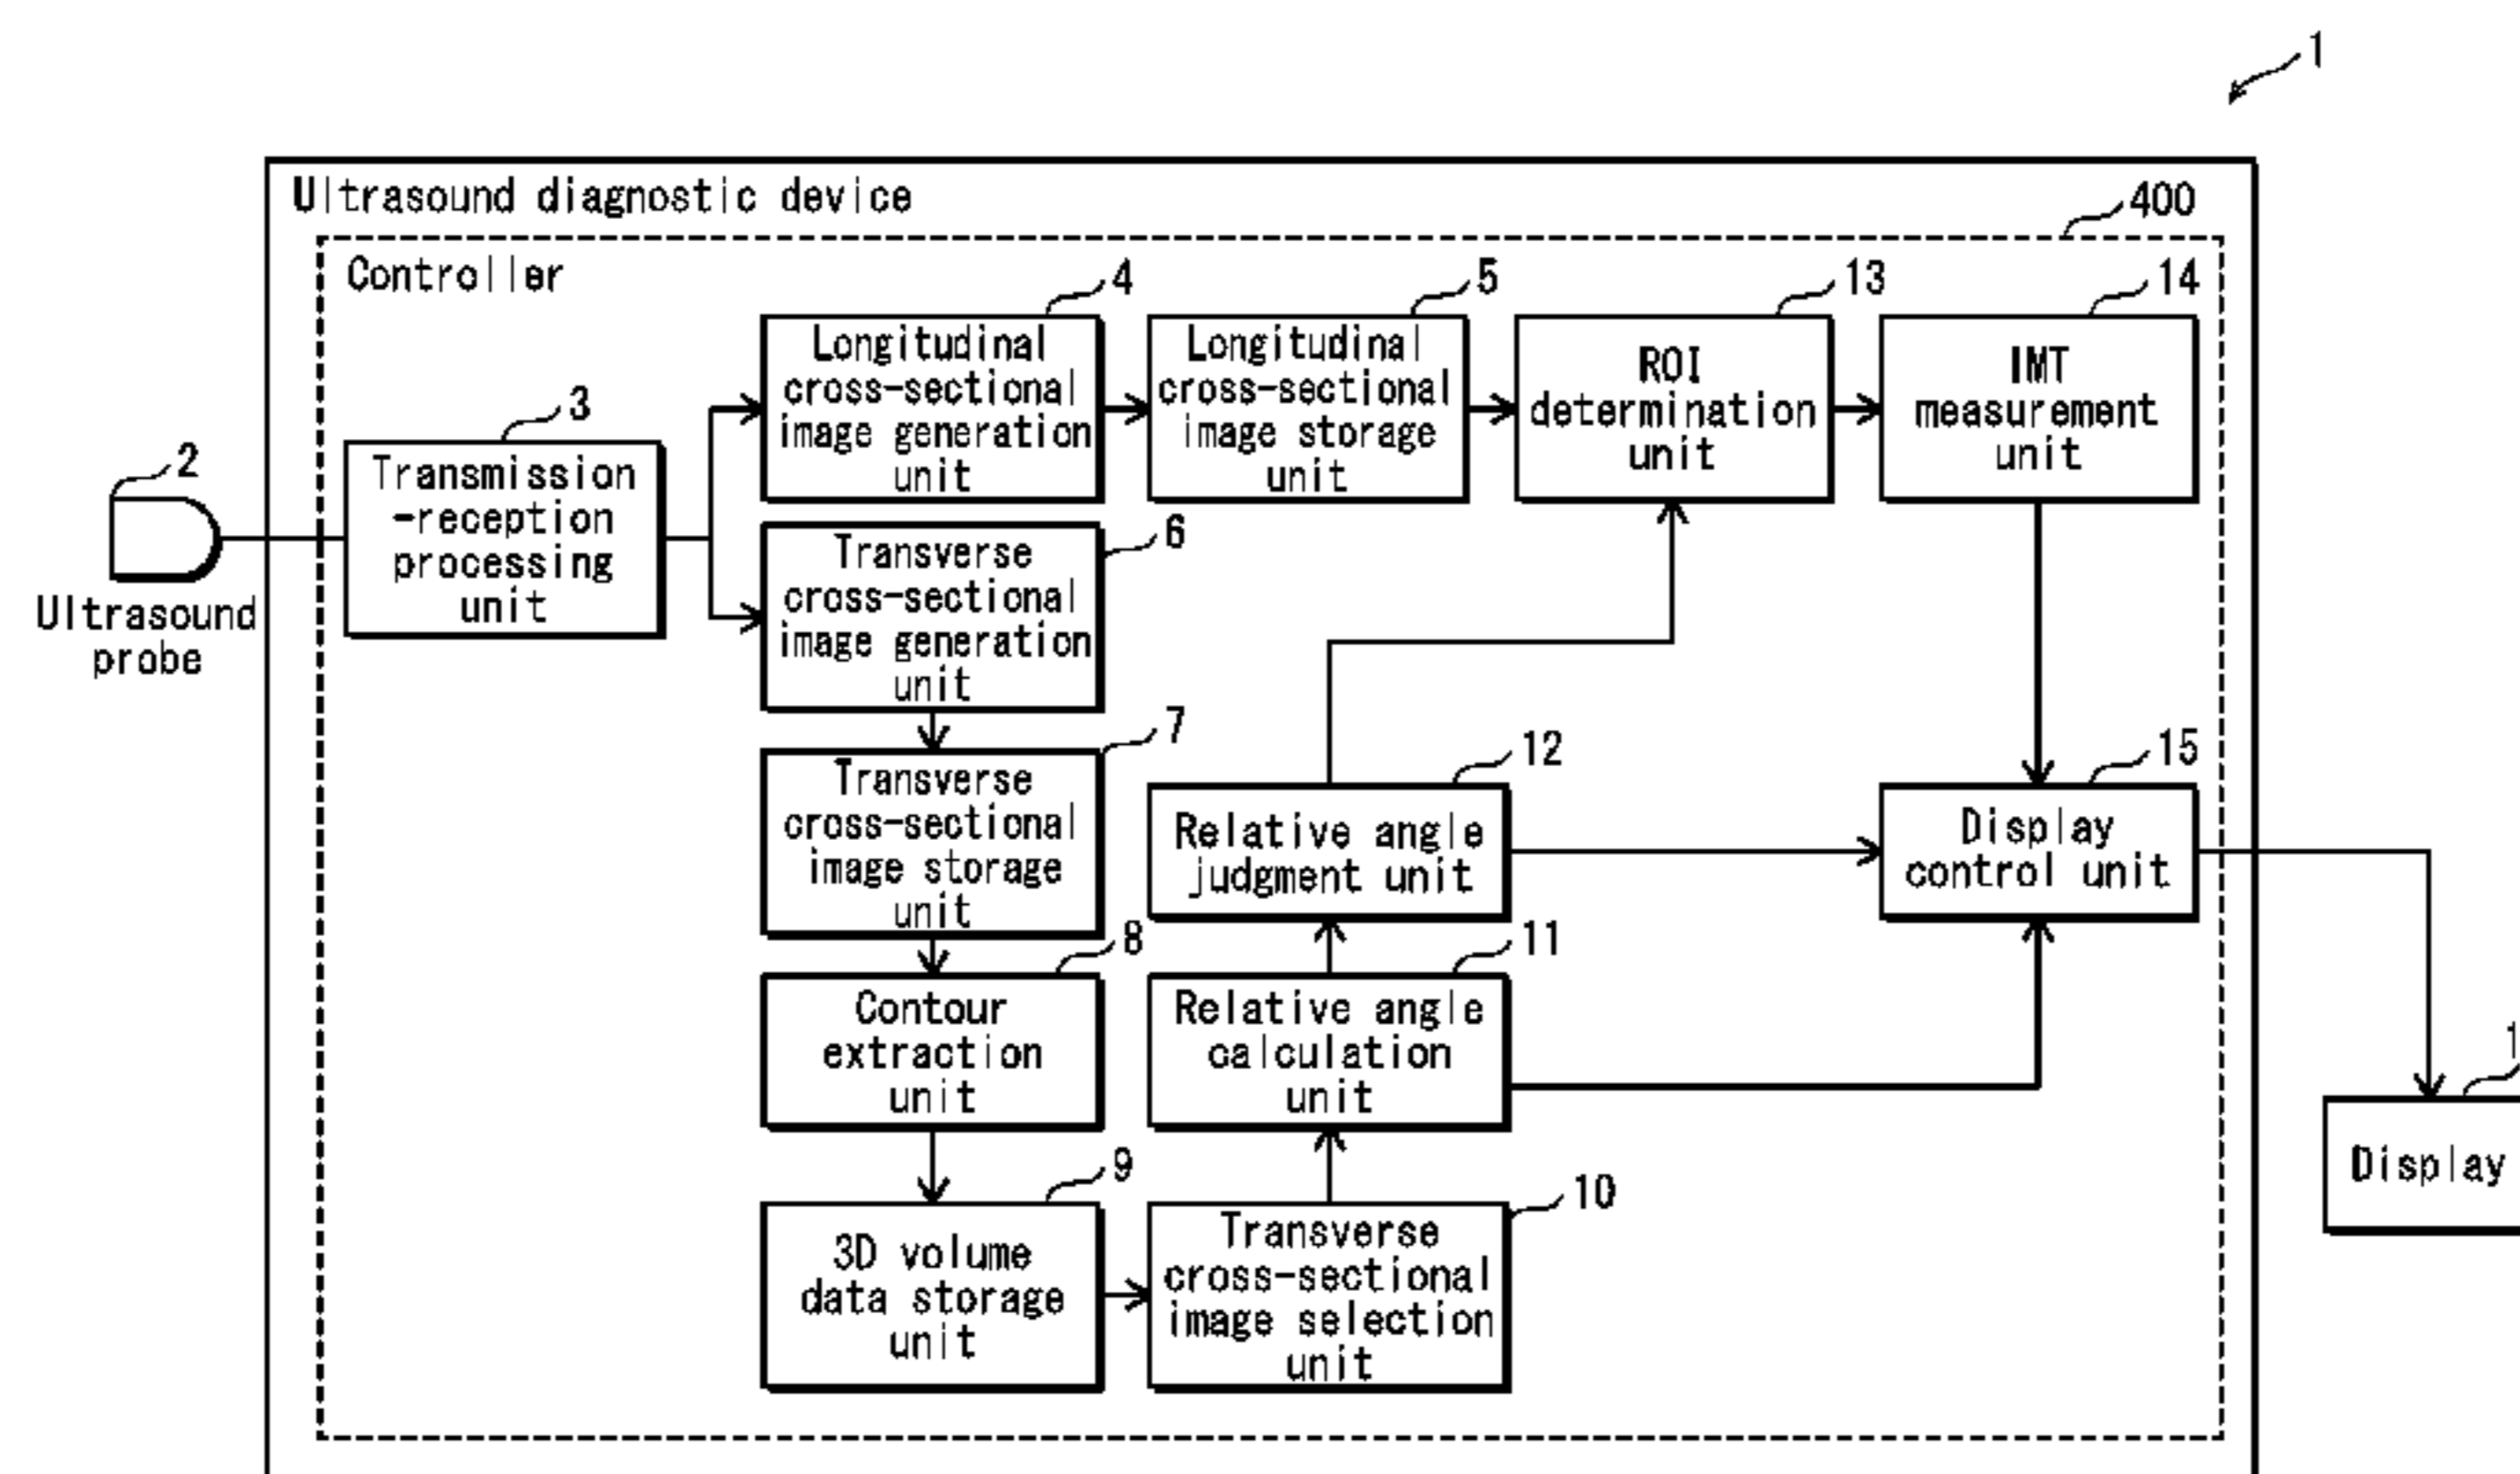 1
Ultrasound diagnostic device
400
Controller
4
Longitudinal
cross-sectional
image generation
unit
5
Longitudinal
cross-sectional
image storage
unit
13
ROI
determination
unit
14
IMT
measurement
unit
3
Transmission
-reception
processing
unit
2
Ultrasound
probe
6
Transverse
cross-sectional
image generation
unit
7
Transverse
cross-sectional
image storage
unit
12
Relative angle
judgment unit
15
Display
control unit
8
Contour
extraction
unit
11
Relative angle
calculation
unit
9
3D volume
data storage
unit
10
Transverse
cross-sectional
image selection
unit
Display